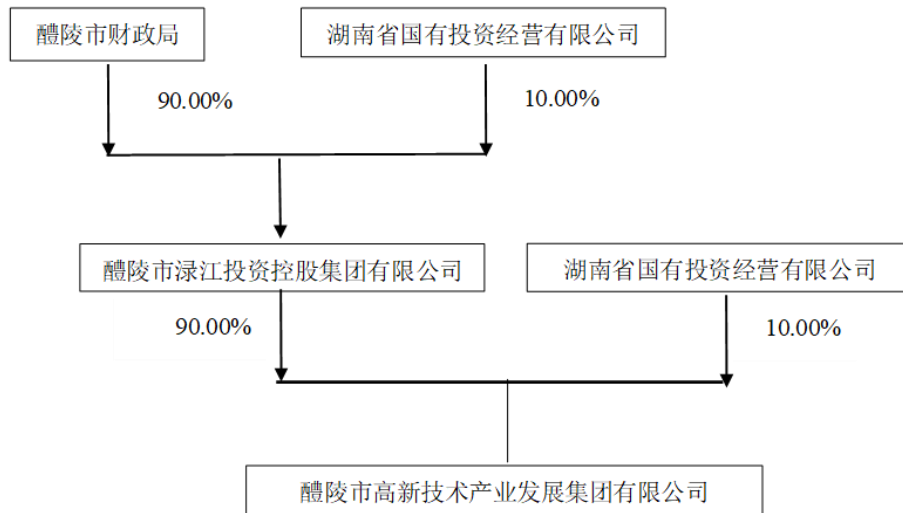 醴陵市财政局
湖南省国有投资经营有限公司
90.00%
10.00%
醴陵市渌江投资控股集团有限公司
湖南省国有投资经营有限公司
90.00%
10.00%
醴陵市高新技术产业发展集团有限公司